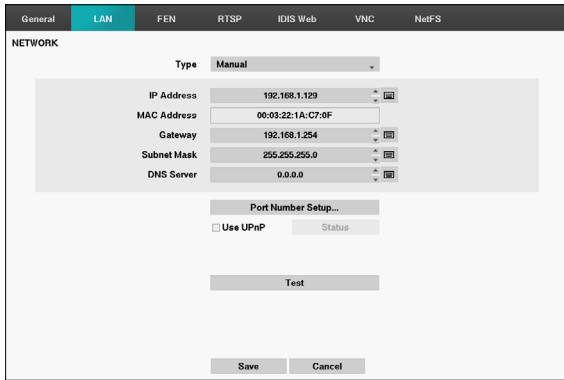 General LAN FEN RTSP IDIS Web VNC NetFS
NETWORK
Type Manual
IP Address 192.168.1.129
MAC Address 00:03:22:1A:C7:0F
Gateway 192.168.1.254
Subnet Mask 255.255.255.0
DNS Server 0.0.0.0
Port Number Setup...
Use UPnP Status
Test
Save Cancel